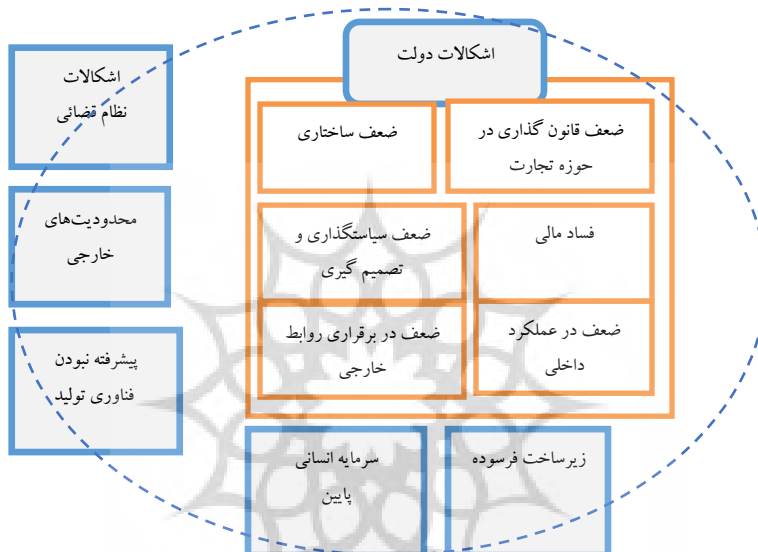 اشکالات دولت
ضعف قانون گذاری در
حوزه تجارت
ضعف ساختاری
فساد مالی
ضعف سیاستگذاری و
تصمیم گیری
ضعف در عملکرد
داخلی
ضعف در برقراری روابط
خارجی
زیرساخت فرسوده
سرمایه انسانی
پایین
اشکالات
نظام قضائی
محدودیت‌های
خارجی
پیشرفته نبودن
فناوری تولید